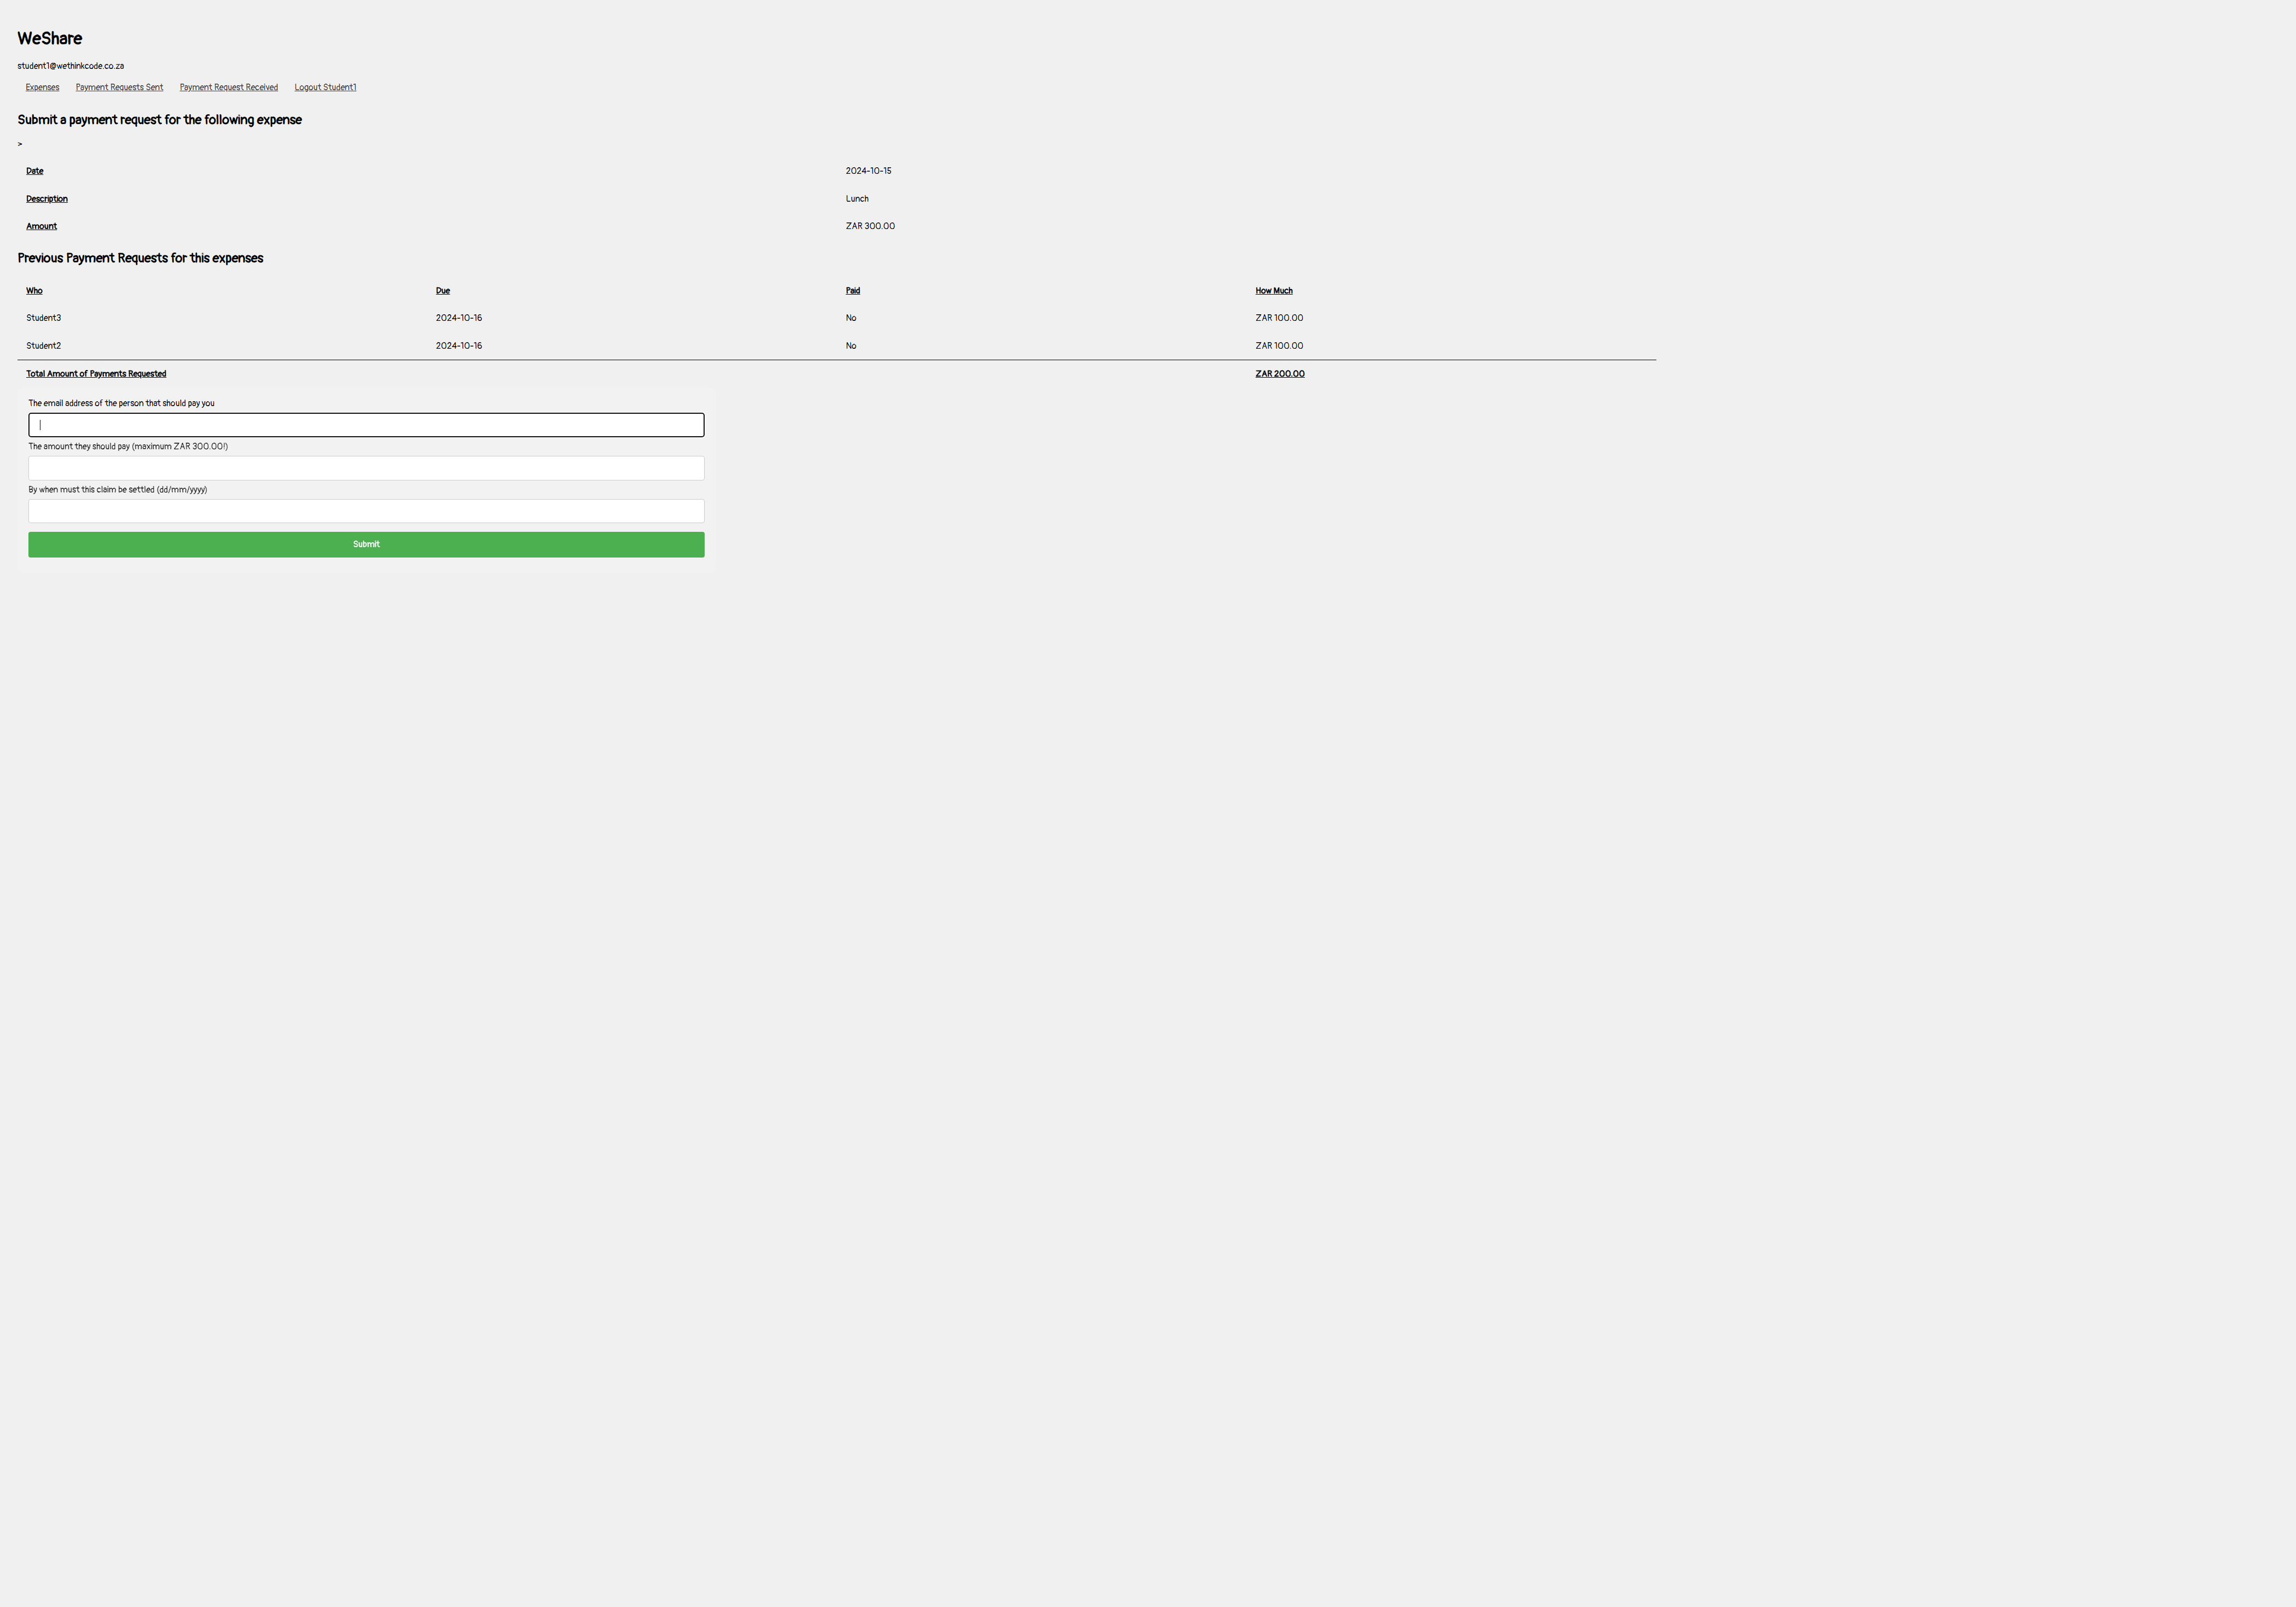 WeShare
student1@wethinkcode.co.za
Expenses Payment Requests Sent Payment Request Received Logout Student1
Submit a payment request for the following expense
>
Date 2024-10-15
Description Lunch
Amount ZAR 300.00
Previous Payment Requests for this expenses
Who Due Paid How Much
Student3 2024-10-16 No ZAR 100.00
Student2 2024-10-16 No ZAR 100.00
Total Amount of Payments Requested ZAR 200.00
The email address of the person that should pay you
The amount they should pay (maximum ZAR 300.00!)
By when must this claim be settled (dd/mm/yyyy)
Submit